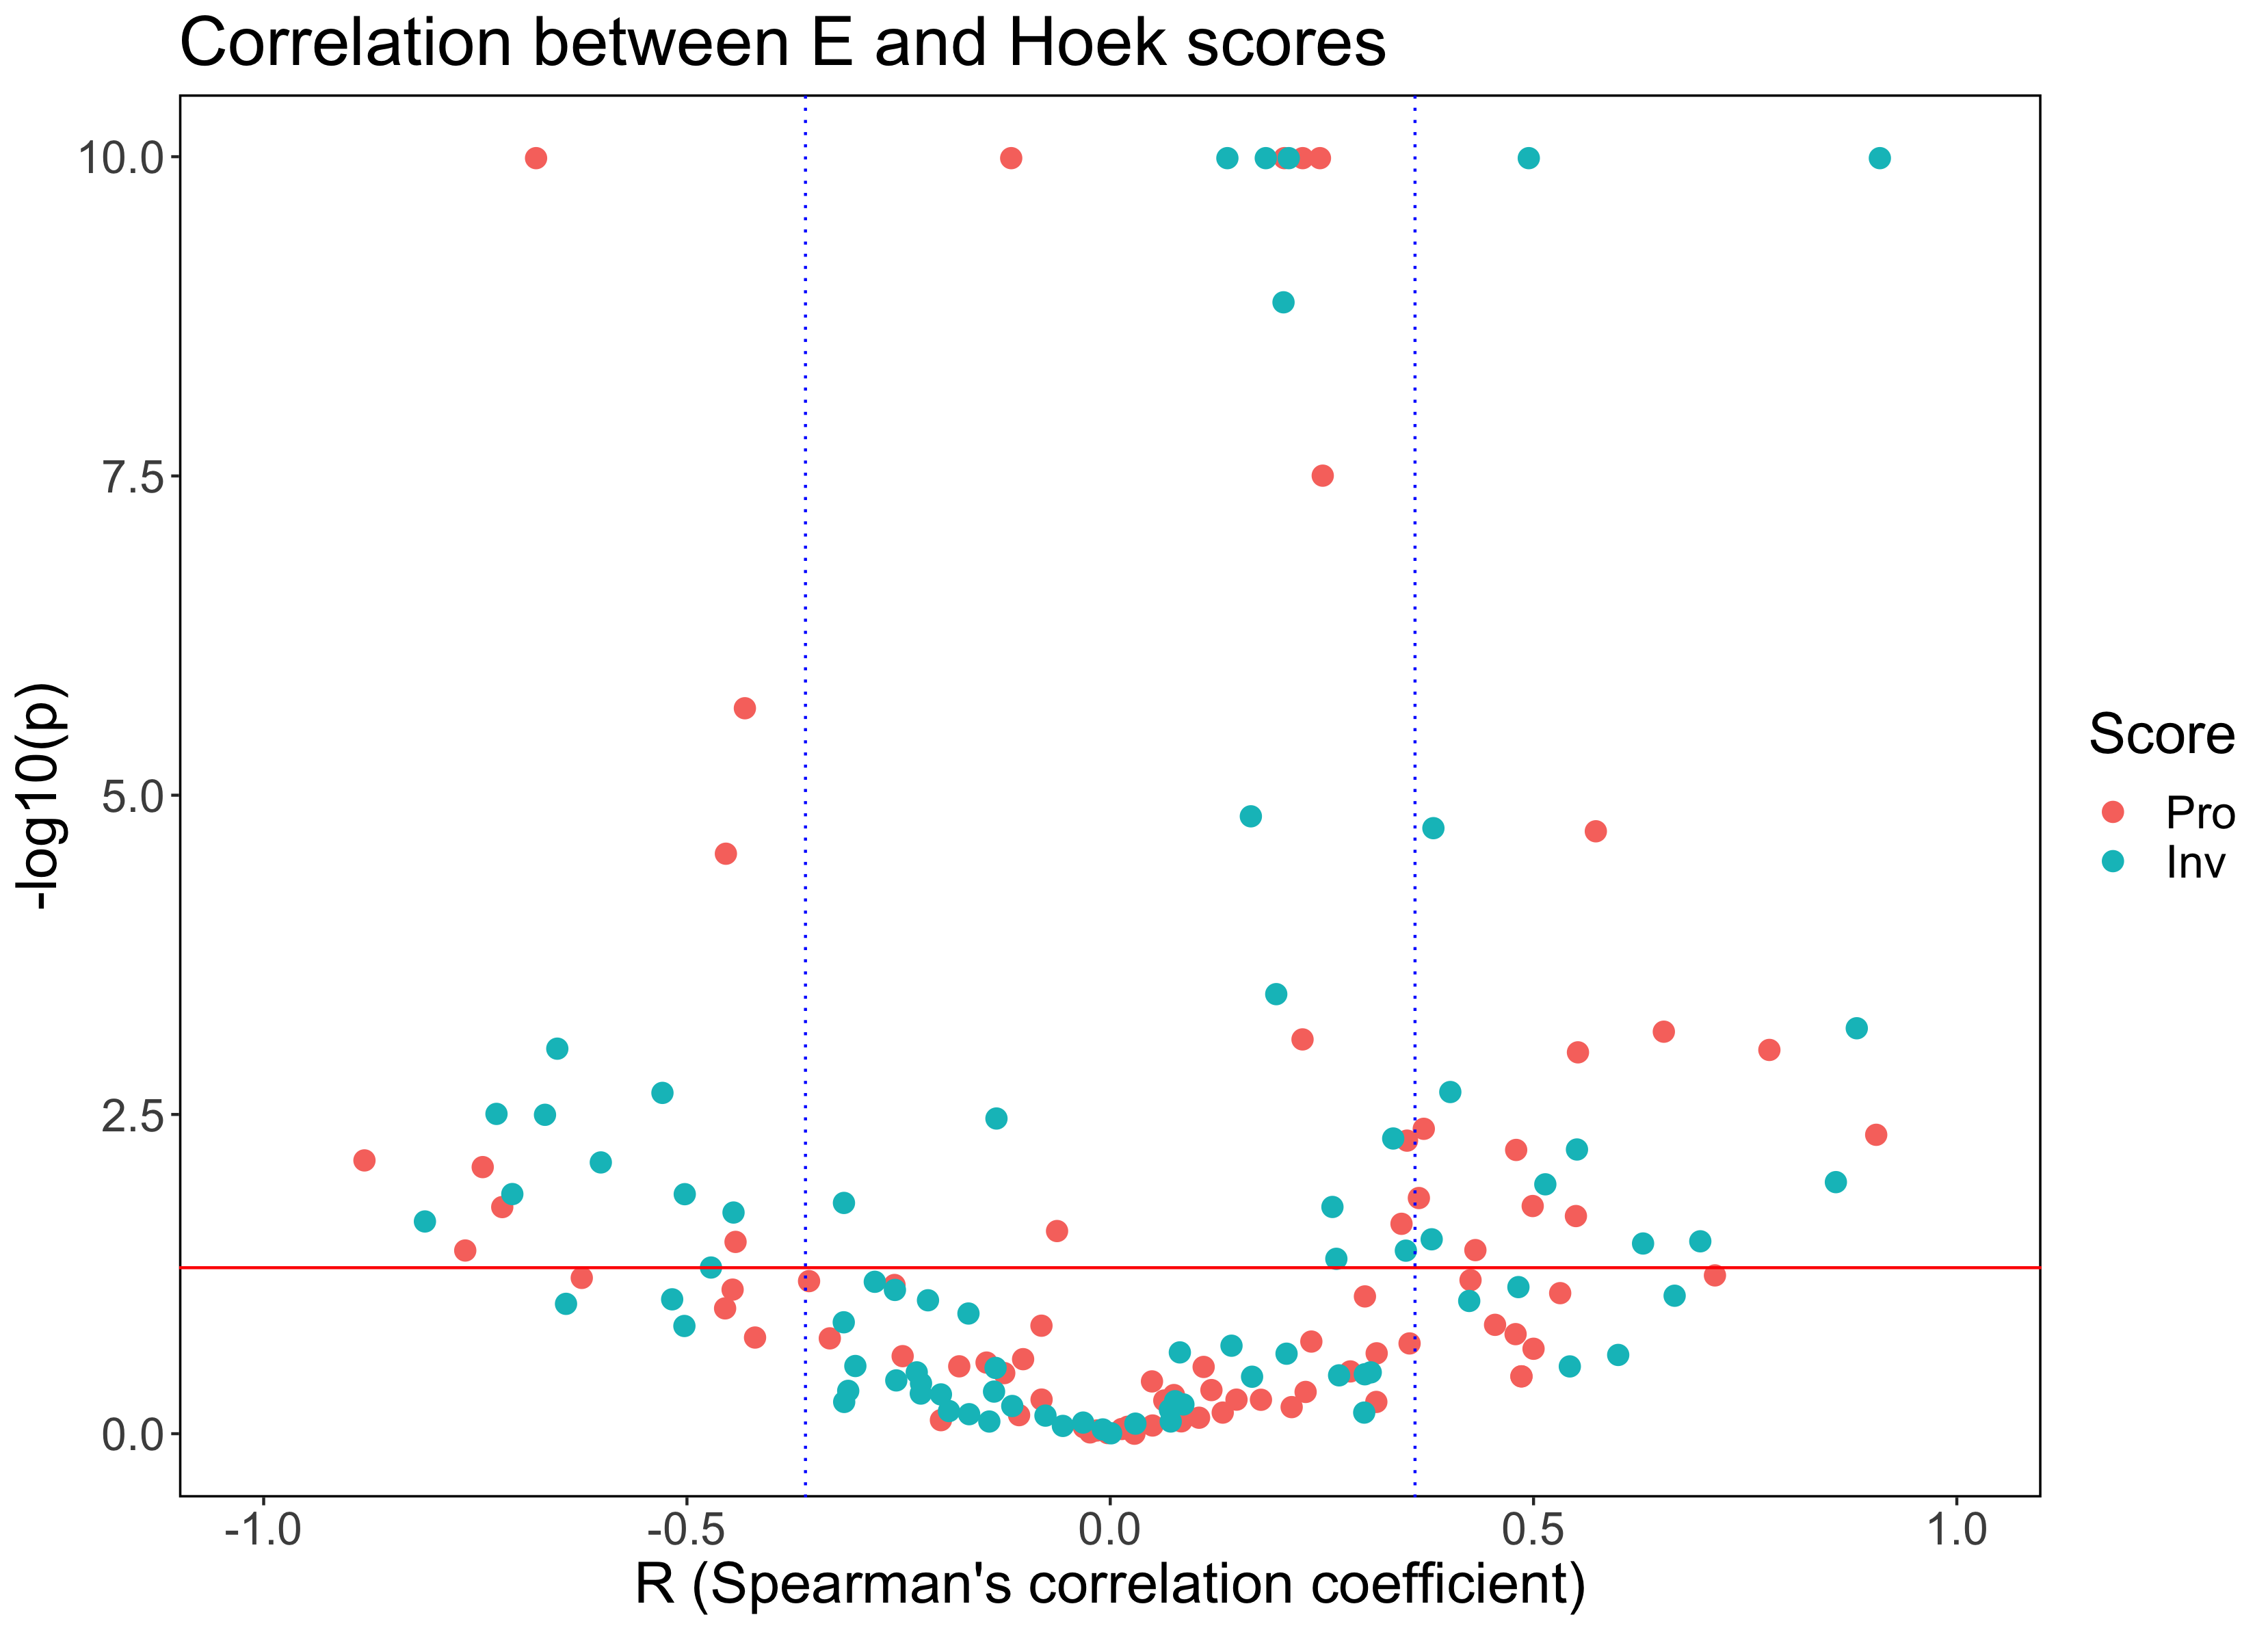 Correlation between E and Hoek scores
10.0
7.5
5.0
2.5
0.0
-log10(p)
-1.0 -0.5 0.0 0.5 1.0
R (Spearman's correlation coefficient)
Score
Pro
Inv